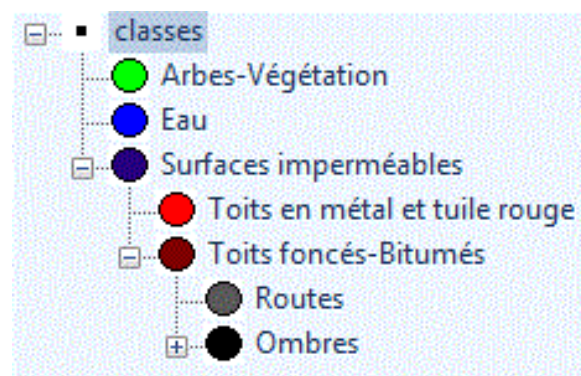 classes
Arbes-Végétation
Eau
Surfaces imperméables
Toits en métal et tuile rouge
Toits foncés-Bitumés
Routes
Ombres